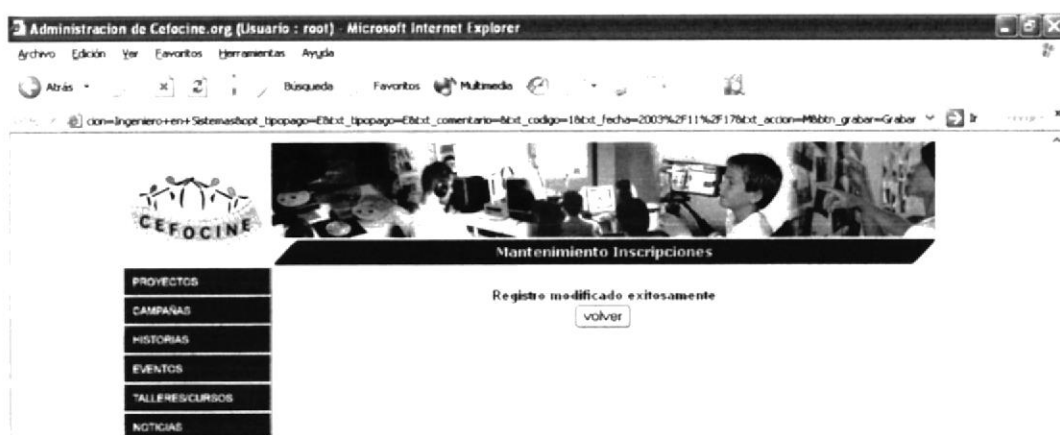 Administracion de Cefocine.org (Usuario : root) - Microsoft Internet Explorer
Archivo Edición Ver Favoritos Herramientas Ayuda
Atrás Búsqueda Favoritos Multimedia
cion=Ingeniero+en+Sistemas&opt_tipopago=E&txt_tipopago=E&txt_comentario=&txt_codigo=1&txt_fecha=2003%2F11%2F17&txt_accion=M&btn_grabar=Grabar Ir
CEFOCINE
Mantenimiento Inscripciones
PROYECTOS
Registro modificado exitosamente
volver
CAMPAÑAS
HISTORIAS
EVENTOS
TALLERES/CURSOS
NOTICIAS